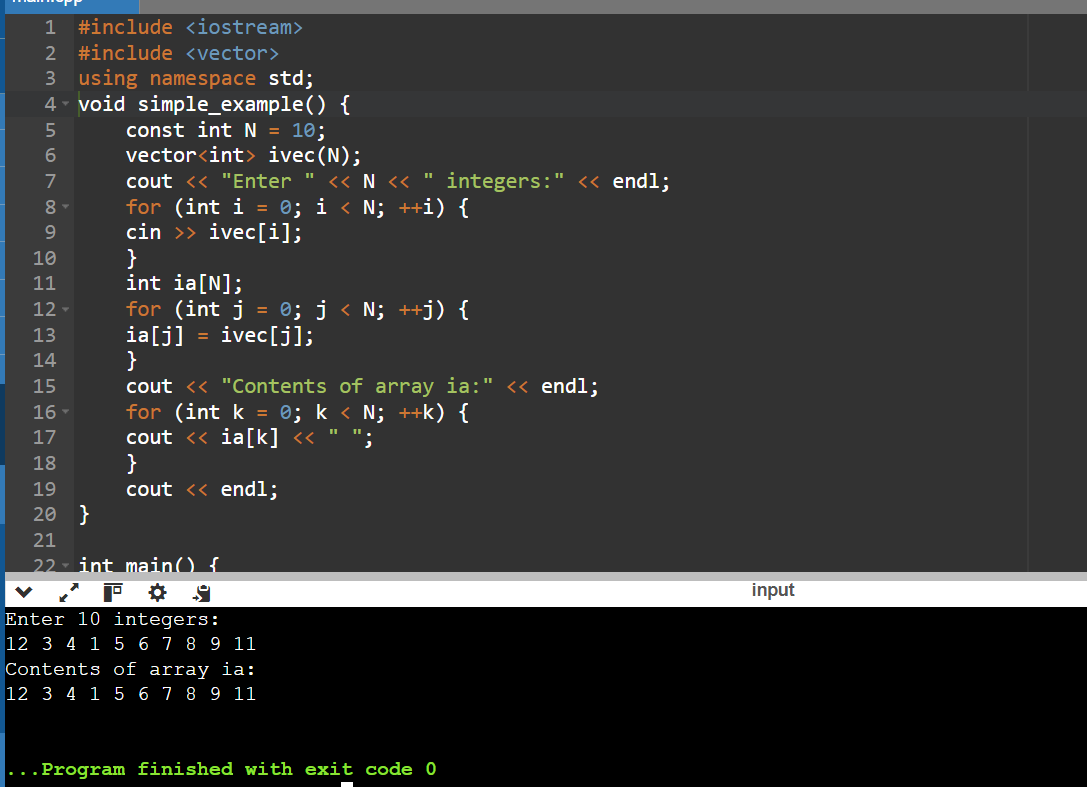 main.cpp
1 #include <iostream>
2 #include <vector>
3 using namespace std;
4 void simple_example() {
5     const int N = 10;
6     vector<int> ivec(N);
7     cout << "Enter " << N << " integers:" << endl;
8     for (int i = 0; i < N; ++i) {
9     cin >> ivec[i];
10     }
11     int ia[N];
12     for (int j = 0; j < N; ++j) {
13     ia[j] = ivec[j];
14     }
15     cout << "Contents of array ia:" << endl;
16     for (int k = 0; k < N; ++k) {
17     cout << ia[k] << " ";
18     }
19     cout << endl;
20 }
21
22 int main() {
input
Enter 10 integers:
12 3 4 1 5 6 7 8 9 11
Contents of array ia:
12 3 4 1 5 6 7 8 9 11
...Program finished with exit code 0